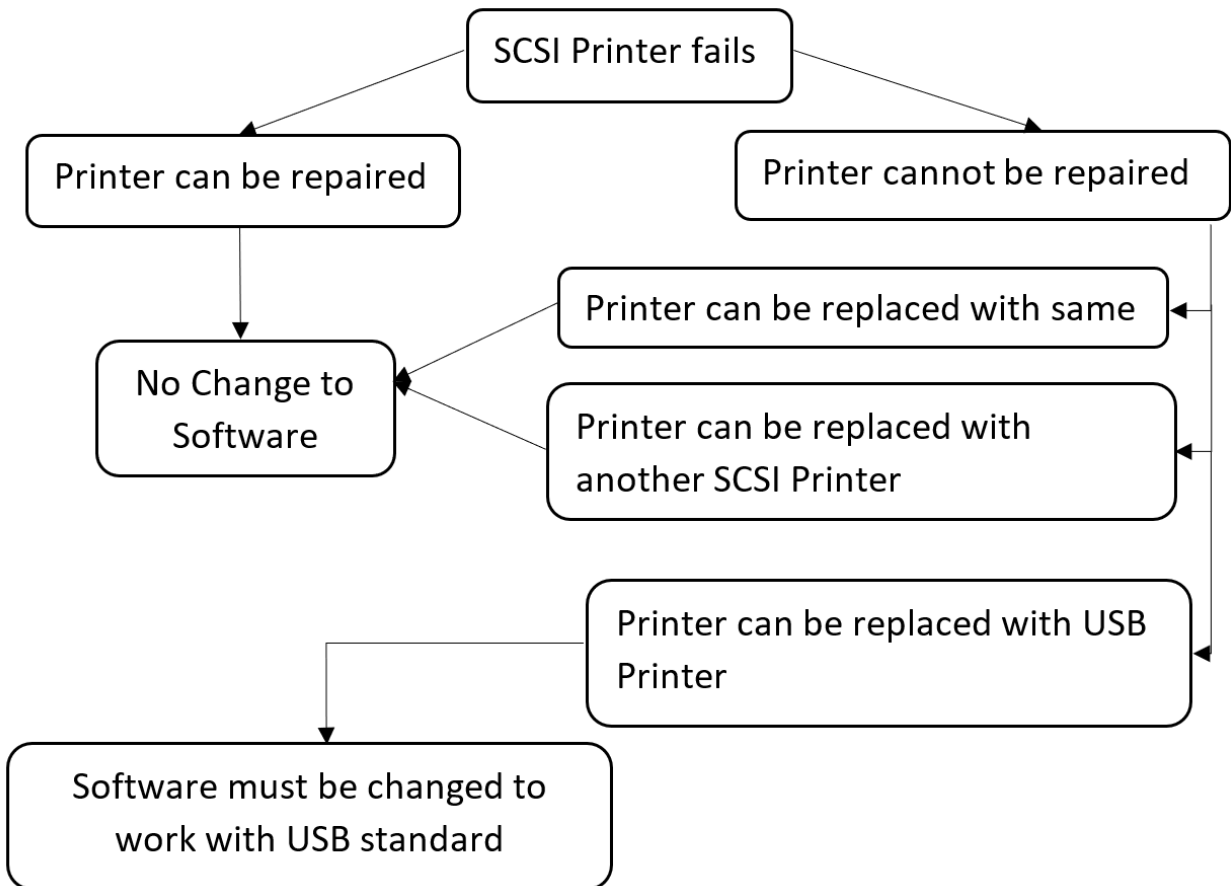 SCSI Printer fails
Printer can be repaired
Printer cannot be repaired
Printer can be replaced with same
No Change to
Software
Printer can be replaced with
another SCSI Printer
Printer can be replaced with USB
Printer
Software must be changed to
work with USB standard